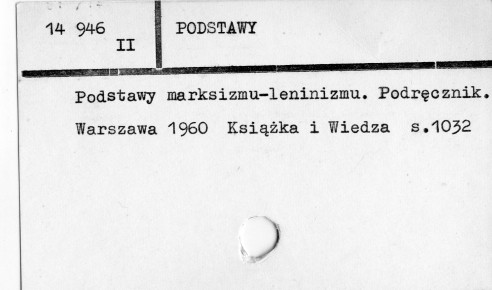 14 946
II
PODSTAWY
Podstawy marksizmu-leninizmu. Podręcznik.
Warszawa 1960 Książka i Wiedza s.1032